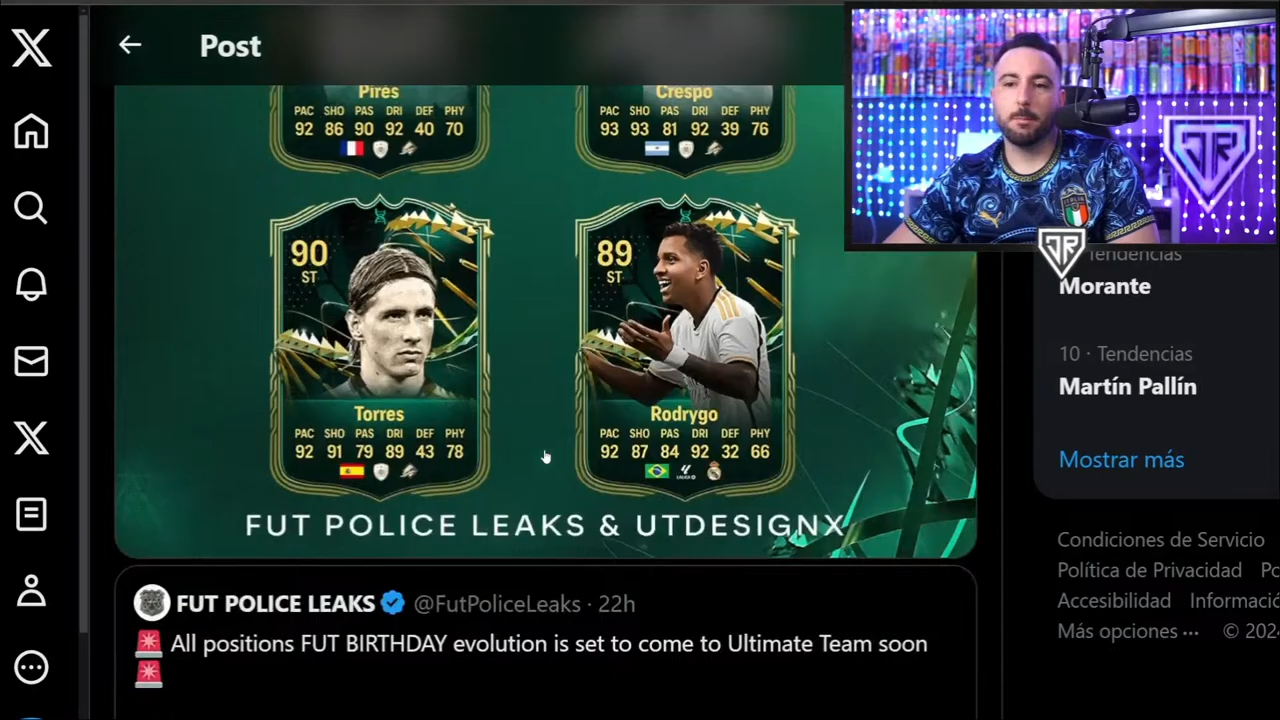 Post
Pires
PAC SHO PAS DRI DEF PHY
92 86 90 92 40 70
Crespo
PAC SHO PAS DRI DEF PHY
93 93 81 92 39 76
90
ST
Torres
PAC SHO PAS DRI DEF PHY
92 91 79 89 43 78
89
ST
Rodrygo
PAC SHO PAS DRI DEF PHY
92 87 84 92 32 66
FUT POLICE LEAKS & UTDESIGNX
FUT POLICE LEAKS @FutPoliceLeaks · 22h
🚨 All positions FUT BIRTHDAY evolution is set to come to Ultimate Team soon
🚨
JR
ITALIA
JR
Tendencias
Morante
10 · Tendencias
Martín Pallín
Mostrar más
Condiciones de Servicio
Política de Privacidad
Accesibilidad
Más opciones ··· ©